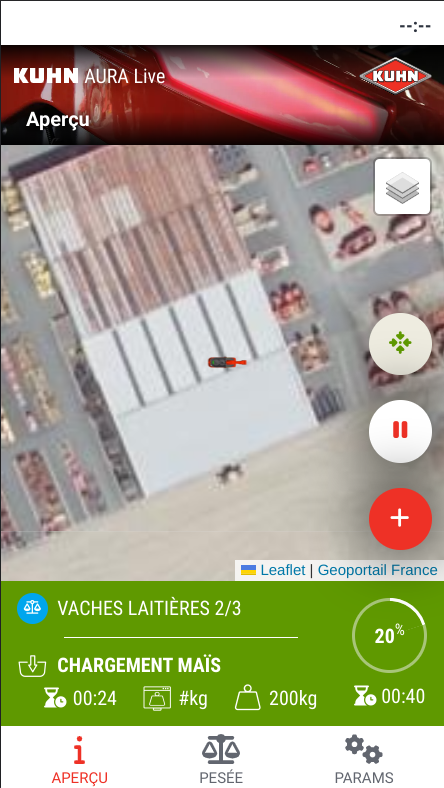 --:--
KUHN AURA Live
KUHN
Aperçu
+
Leaflet | Geoportail France
VACHES LAITIÈRES 2/3
20%
CHARGEMENT MAÏS
00:24 #kg 200kg 00:40
APERÇU PESÉE PARAMS